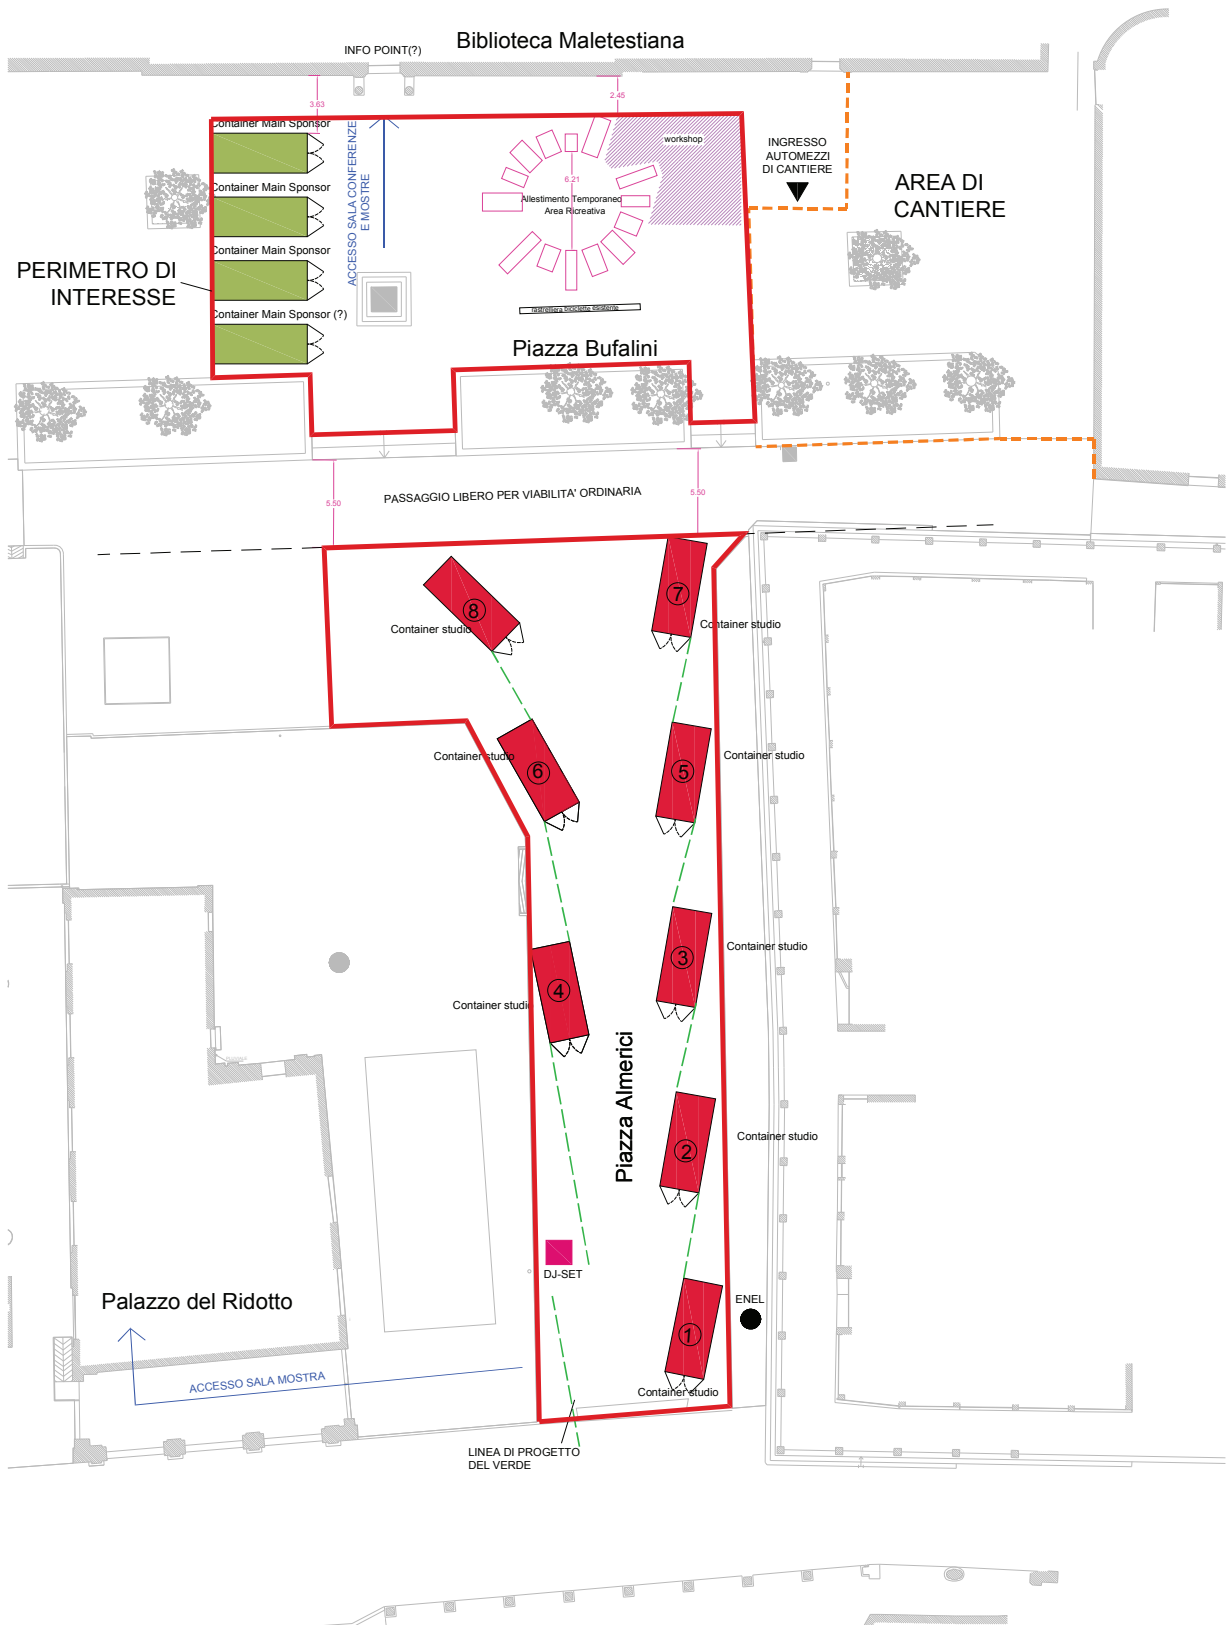 Biblioteca Maletestiana
INFO POINT(?)
3.63
2.45
Container Main Sponsor
workshop
INGRESSO
AUTOMEZZI
DI CANTIERE
AREA DI
CANTIERE
ACCESSO SALA CONFERENZE
E MOSTRE
6.21
Container Main Sponsor
Allestimento Temporaneo
Area Ricreativa
Container Main Sponsor
PERIMETRO DI
INTERESSE
rastrelliera biciclette esistente
Container Main Sponsor (?)
Piazza Bufalini
PASSAGGIO LIBERO PER VIABILITA' ORDINARIA
5.50
5.50
8
7
Container studio
Container studio
Container studio
6
5
Container studio
3
Container studio
4
Container studio
Piazza Almerici
2
Container studio
DJ-SET
Palazzo del Ridotto
ENEL
1
ACCESSO SALA MOSTRA
Container studio
LINEA DI PROGETTO
DEL VERDE